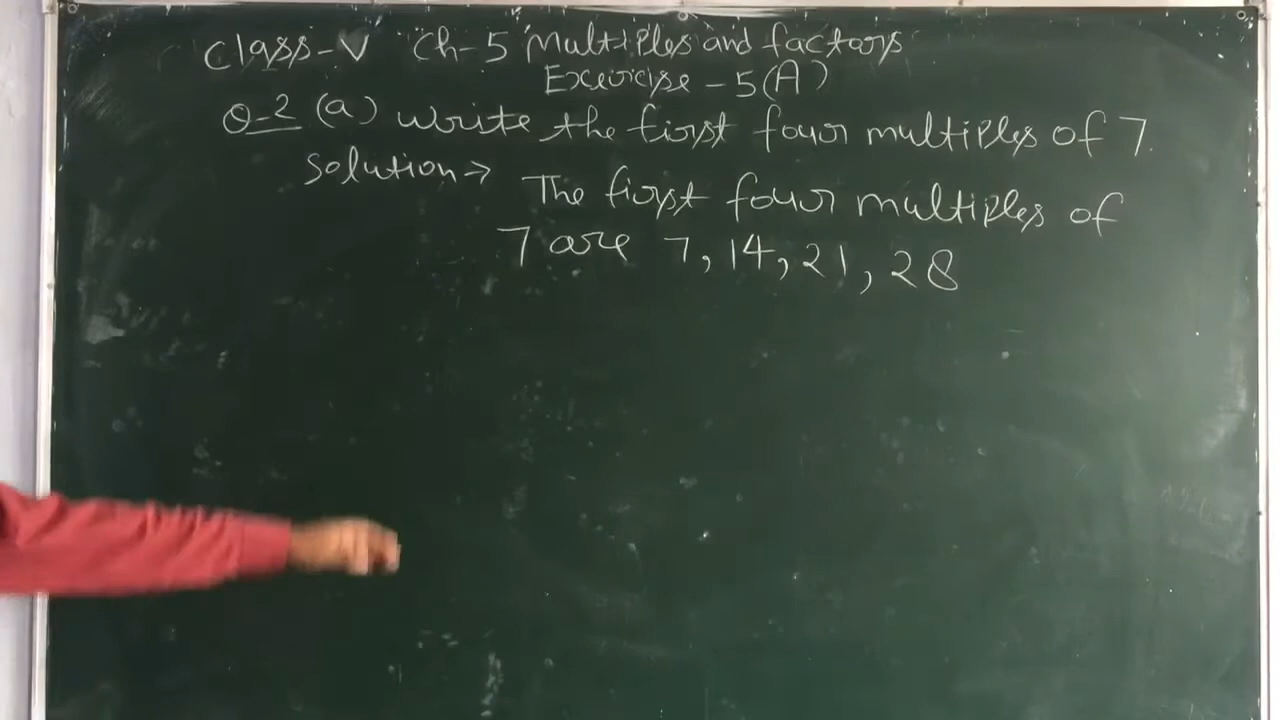 Class-V Ch-5 Multiples and factors
Exercise - 5(A)
Q-2 (a) Write the first four multiples of 7.
Solution → The first four multiples of
7 are 7, 14, 21, 28